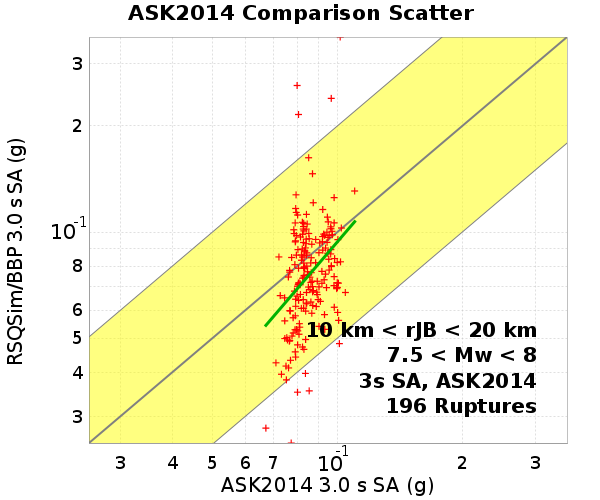 ASK2014 Comparison Scatter
RSQSim/BBP 3.0 s SA (g)
3
2
10-1
8
6
5
4
3
10 km < rJB < 20 km
7.5 < Mw < 8
3s SA, ASK2014
196 Ruptures
3 4 5 6 7 10-1 2 3
ASK2014 3.0 s SA (g)